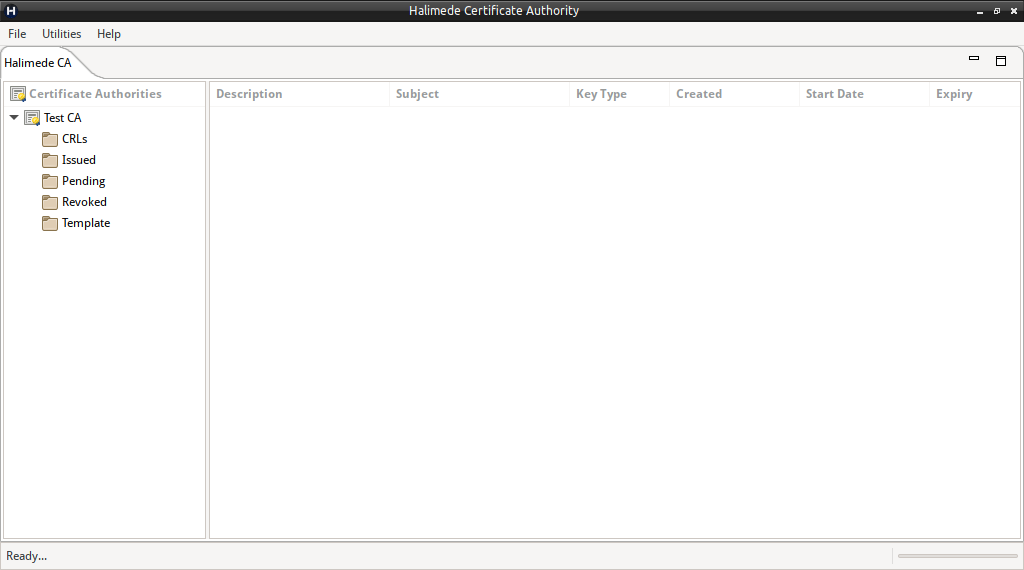 H Halimede Certificate Authority
File Utilities Help
Halimede CA
Certificate Authorities
Description Subject Key Type Created Start Date Expiry
Test CA
CRLs
Issued
Pending
Revoked
Template
Ready...